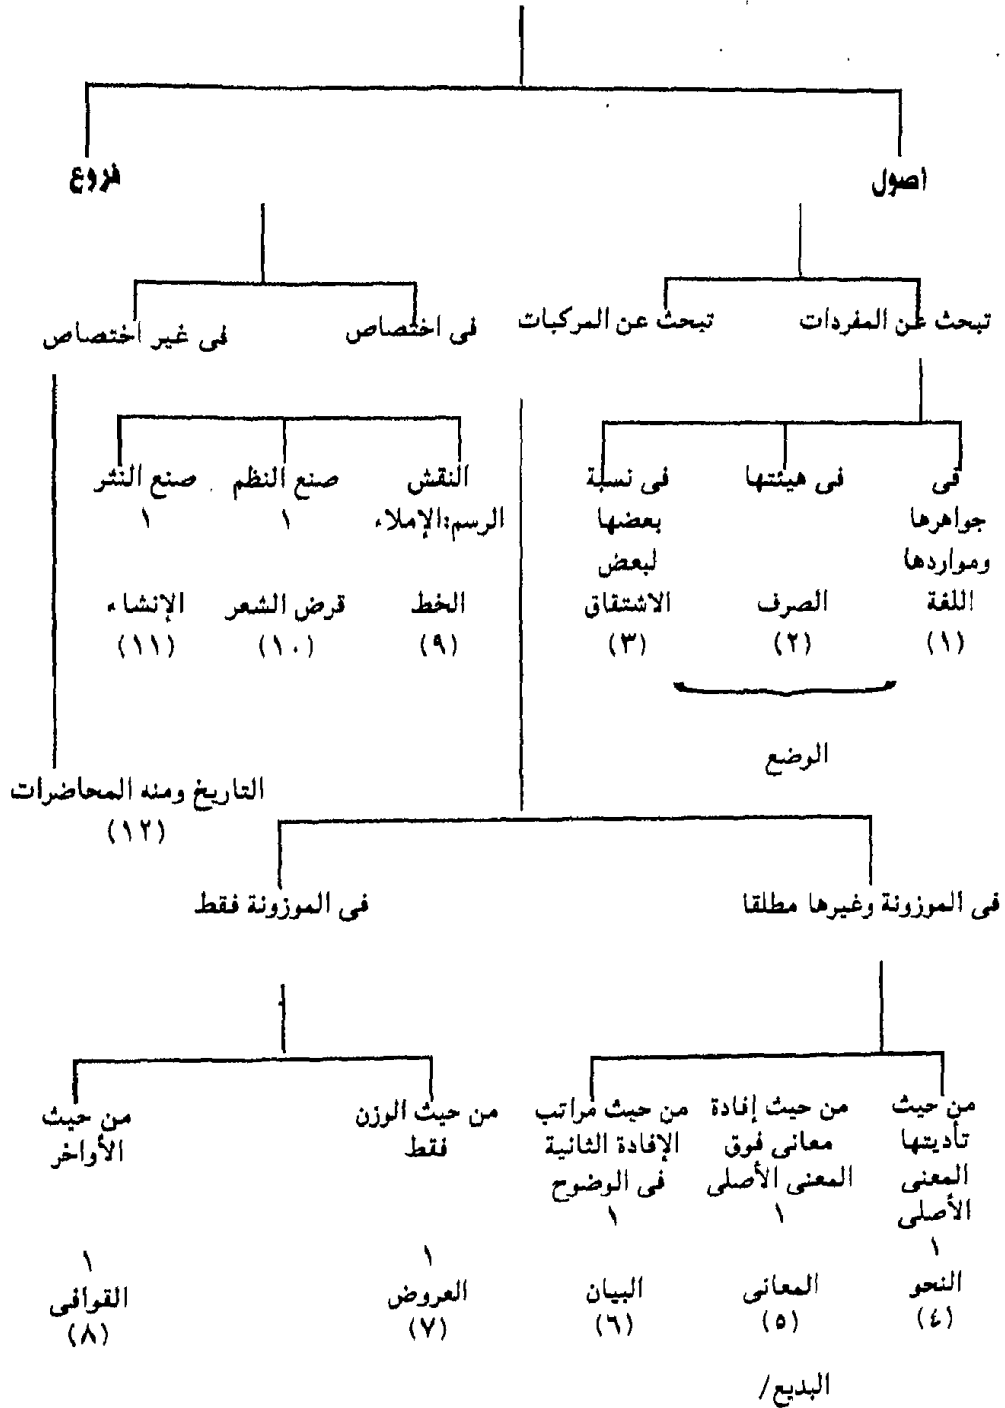 اصول
فروع
تبحث عن المفردات
تبحث عن المركبات
فى اختصاص
فى غير اختصاص
فى
جواهرها
ومواردها
اللغة
(١)
فى هيئتها
الصرف
(٢)
فى نسبة
بعضها
لبعض
الاشتقاق
(٣)
النقش
الرسم:الإملاء
الخط
(٩)
صنع النظم
١
قرض الشعر
(١٠)
صنع النثر
١
الإنشاء
(١١)
الوضع
التاريخ ومنه المحاضرات
(١٢)
فى الموزونة وغيرها مطلقا
فى الموزونة فقط
من حيث
تأديتها
المعنى
الأصلى
١
النحو
(٤)
من حيث إفادة
معانى فوق
المعنى الأصلى
١
المعانى
(٥)
من حيث مراتب
الإفادة الثانية
فى الوضوح
١
البيان
(٦)
من حيث الوزن
فقط
١
العروض
(٧)
من حيث
الأواخر
١
القوافى
(٨)
البديع/